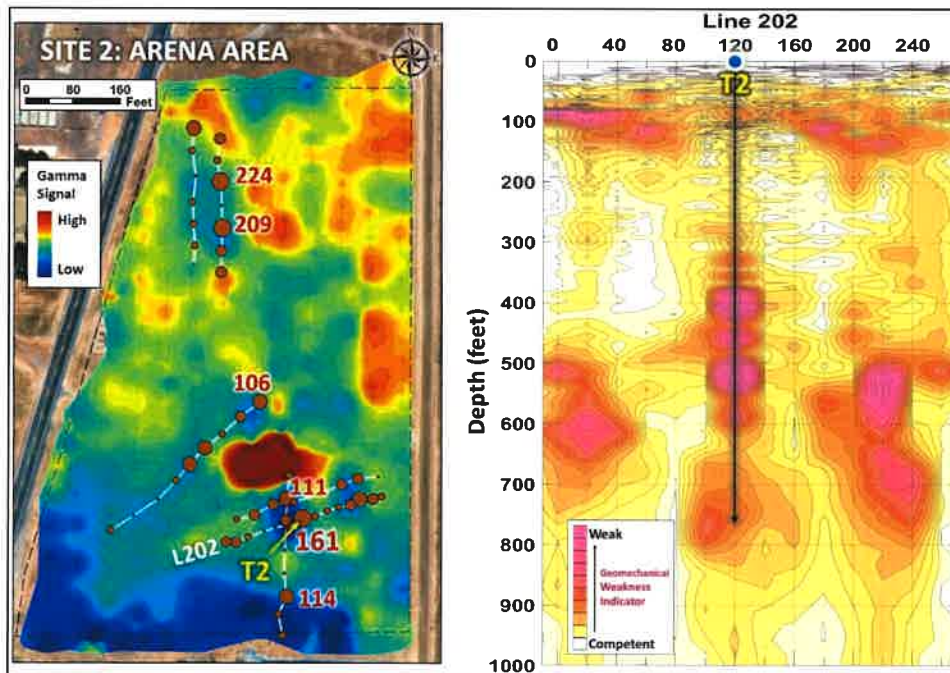 SITE 2: ARENA AREA
N
0 80 160
Feet
Gamma
Signal
High
Low
224
209
106
111
L202
161
T2
114
Line 202
0 40 80 120 160 200 240
T2
Depth (feet)
0
100
200
300
400
500
600
700
800
900
1000
Weak
Geomechanical
Weakness
Indicator
Competent